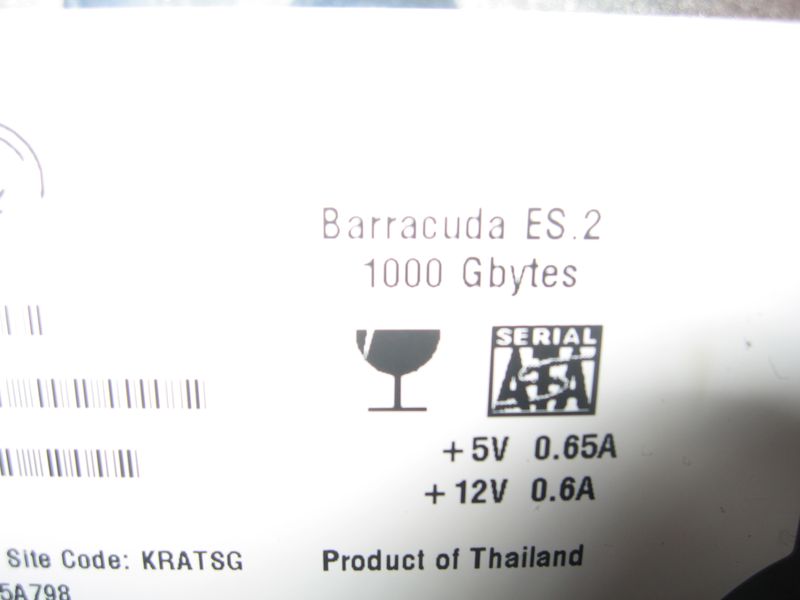 Barracuda ES.2
1000 Gbytes
SERIAL
ATA
+5V 0.65A
+12V 0.6A
Site Code: KRATSG
Product of Thailand
5A798